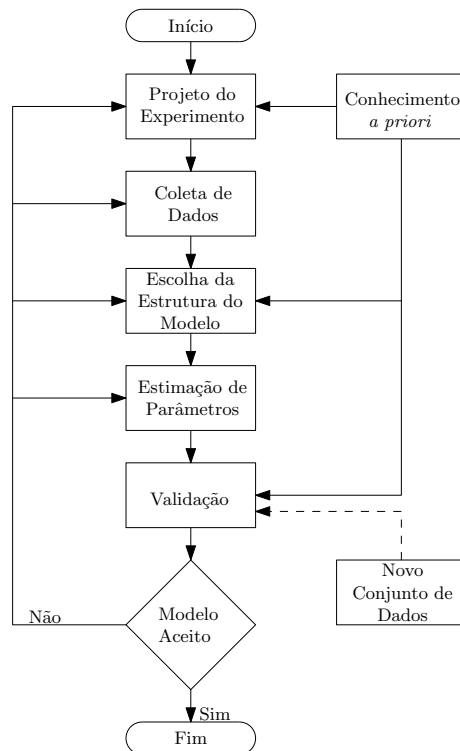 Início
Projeto do
Experimento
Conhecimento
a priori
Coleta de
Dados
Escolha da
Estrutura do
Modelo
Estimação de
Parâmetros
Validação
Novo
Conjunto de
Dados
Modelo
Aceito
Não
Sim
Fim